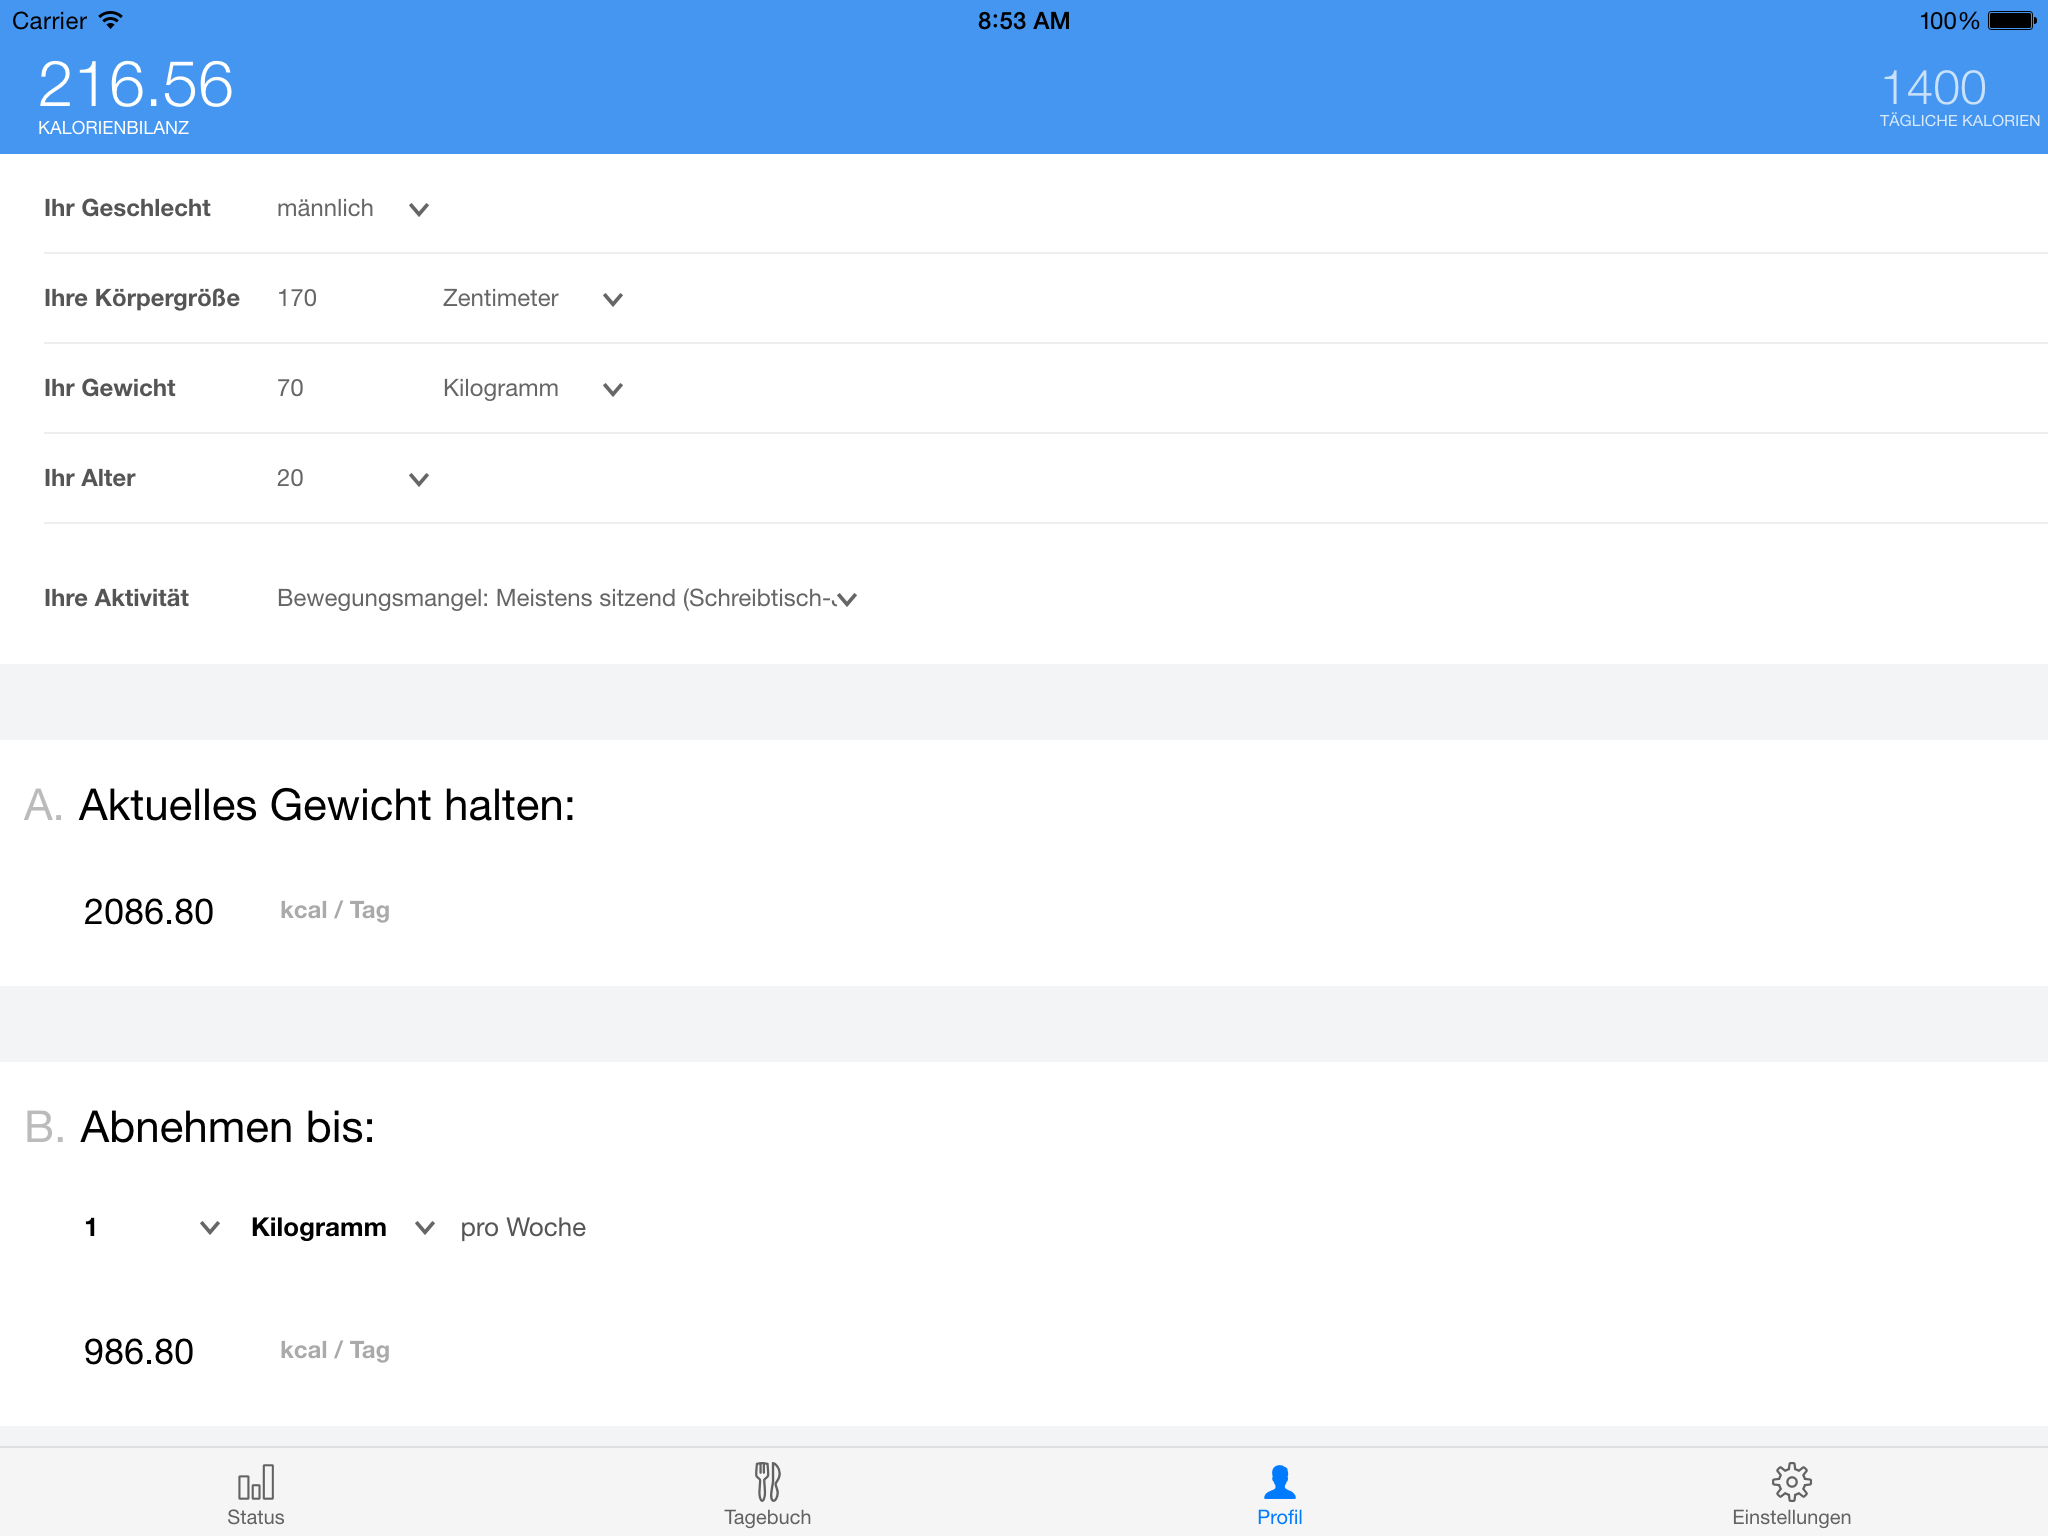 Carrier 8:53 AM 100%
216.56 1400
KALORIENBILANZ TÄGLICHE KALORIEN
Ihr Geschlecht männlich
Ihre Körpergröße 170 Zentimeter
Ihr Gewicht 70 Kilogramm
Ihr Alter 20
Ihre Aktivität Bewegungsmangel: Meistens sitzend (Schreibtisch-
A. Aktuelles Gewicht halten:
2086.80 kcal / Tag
B. Abnehmen bis:
1 Kilogramm pro Woche
986.80 kcal / Tag
Status Tagebuch Profil Einstellungen